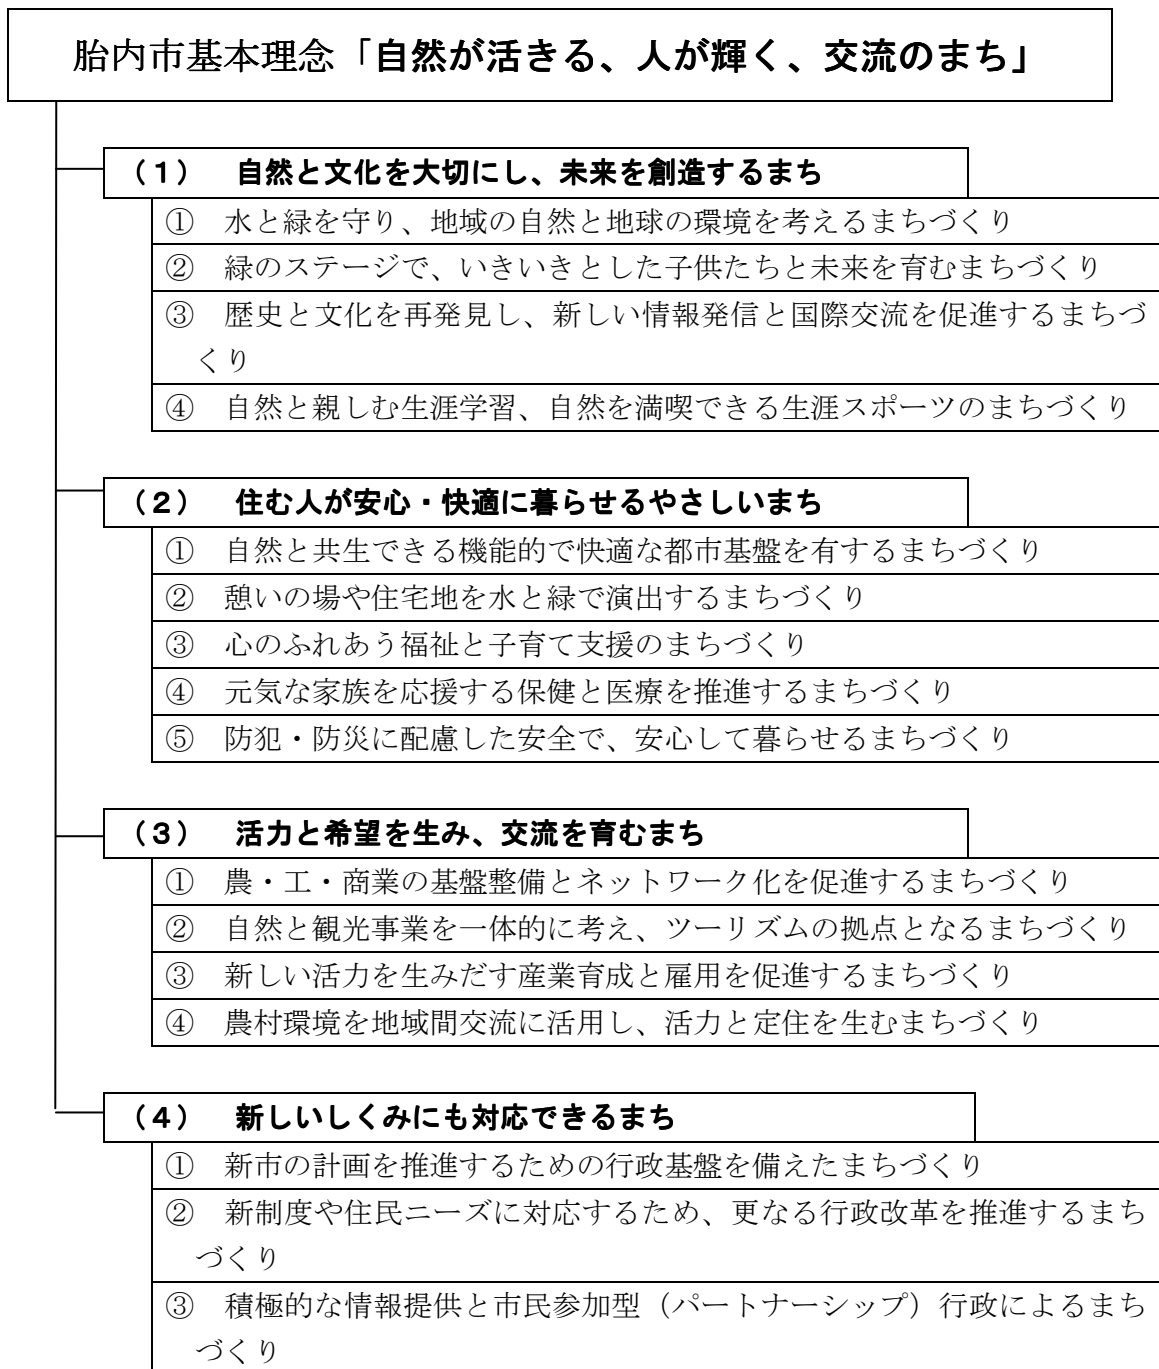 胎内市基本理念「自然が活きる、人が輝く、交流のまち」
（１）　自然と文化を大切にし、未来を創造するまち
①　水と緑を守り、地域の自然と地球の環境を考えるまちづくり
②　緑のステージで、いきいきとした子供たちと未来を育むまちづくり
③　歴史と文化を再発見し、新しい情報発信と国際交流を促進するまちづ
くり
④　自然と親しむ生涯学習、自然を満喫できる生涯スポーツのまちづくり
（２）　住む人が安心・快適に暮らせるやさしいまち
①　自然と共生できる機能的で快適な都市基盤を有するまちづくり
②　憩いの場や住宅地を水と緑で演出するまちづくり
③　心のふれあう福祉と子育て支援のまちづくり
④　元気な家族を応援する保健と医療を推進するまちづくり
⑤　防犯・防災に配慮した安全で、安心して暮らせるまちづくり
（３）　活力と希望を生み、交流を育むまち
①　農・工・商業の基盤整備とネットワーク化を促進するまちづくり
②　自然と観光事業を一体的に考え、ツーリズムの拠点となるまちづくり
③　新しい活力を生みだす産業育成と雇用を促進するまちづくり
④　農村環境を地域間交流に活用し、活力と定住を生むまちづくり
（４）　新しいしくみにも対応できるまち
①　新市の計画を推進するための行政基盤を備えたまちづくり
②　新制度や住民ニーズに対応するため、更なる行政改革を推進するまち
づくり
③　積極的な情報提供と市民参加型（パートナーシップ）行政によるまち
づくり